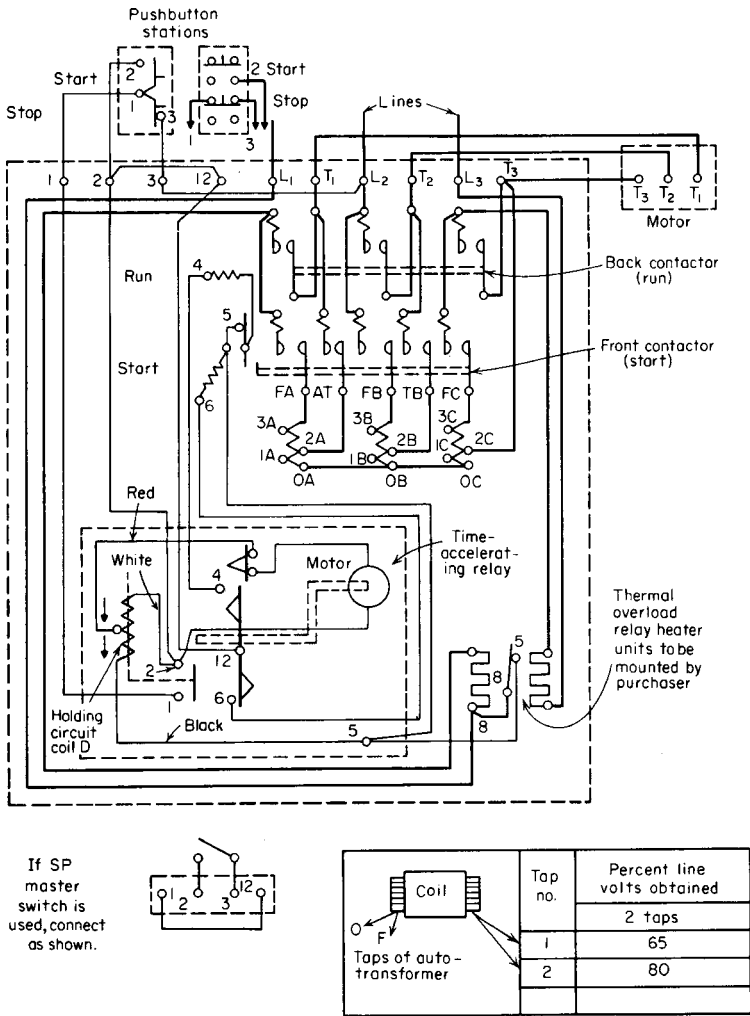 Pushbutton
stations
Start
Stop
2
1
3
2 Start
Stop
1
3
Lines
1
2
3
12
L1
T1
L2
T2
L3
T3
T3
T2
T1
Motor
Run
4
5
Start
6
Back contactor
(run)
Front contactor
(start)
FA
AT
FB
TB
FC
3A
2A
1A
OA
3B
2B
1B
OB
3C
2C
1C
OC
Red
White
Motor
Time-
accelerat-
ing relay
4
2
12
1
6
Holding
circuit
coil D
Black
5
8
5
8
Thermal
overload
relay heater
units to be
mounted by
purchaser
If SP
master
switch is
used, connect
as shown.
1
2
3
12
Coil
O
F
Taps of auto-
transformer
Tap
no.
Percent line
volts obtained
2 taps
1 65
2 80